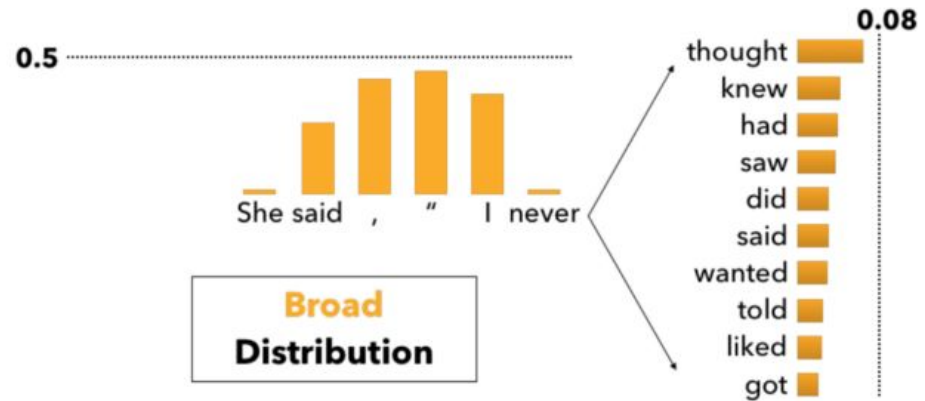 0.5
She said , “ I never
Broad
Distribution
0.08
thought
knew
had
saw
did
said
wanted
told
liked
got